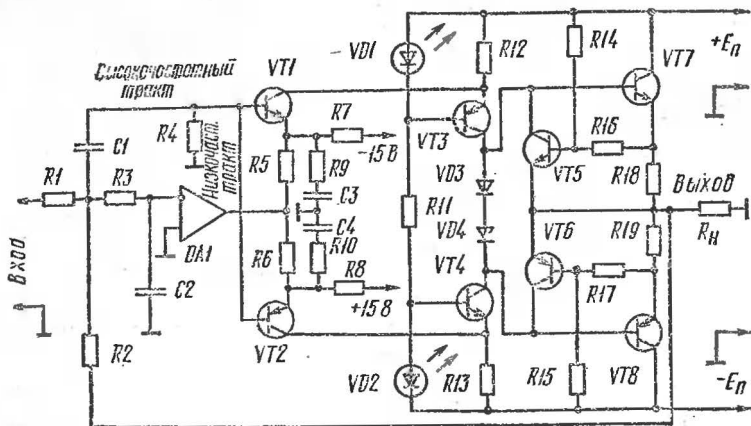 Высокочастотный
тракт
VT1
VD1
R12
R14
VT7
+Eп
R4
Низкочаст.
тракт
R7
-15 В
VT3
R16
C1
R5
R9
VT5
R1
R3
C3
VD3
R18
Выход
R11
C4
VD4
VT6
R19
Rн
DA1
R6
R10
VT4
Вход
R8
R17
C2
+15 В
VT2
R2
VD2
R13
R15
VT8
-Eп